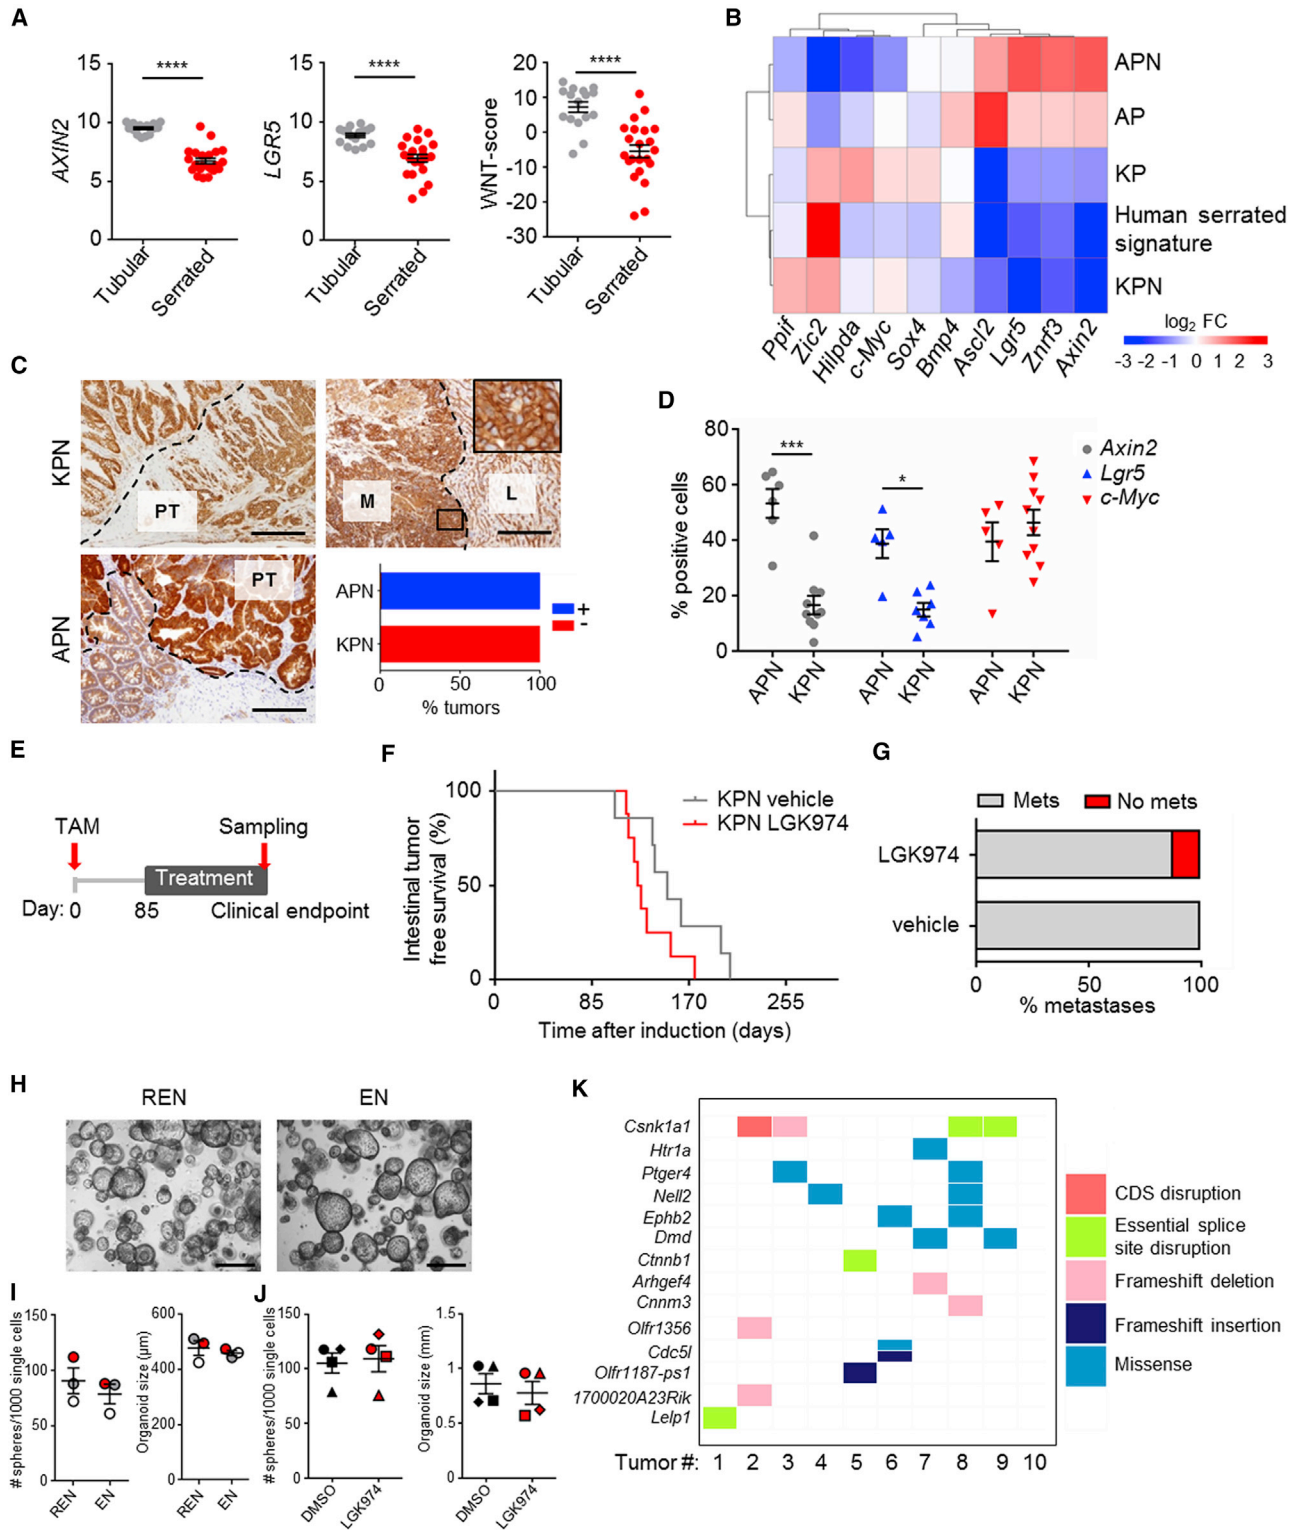 A
AXIN2
15
10
5
0
****
Tubular
Serrated
LGR5
15
10
5
0
****
Tubular
Serrated
WNT-score
20
10
0
-10
-20
-30
****
Tubular
Serrated
B
APN
AP
KP
Human serrated
signature
KPN
Ppif
Zic2
Hilpda
c-Myc
Sox4
Bmp4
Ascl2
Lgr5
Znrf3
Axin2
log2 FC
-3 -2 -1 0 1 2 3
C
KPN
PT
M
L
APN
PT
APN
KPN
+
-
0 50 100
% tumors
D
% positive cells
80
60
40
20
0
***
*
Axin2
Lgr5
c-Myc
APN
KPN
APN
KPN
APN
KPN
E
TAM
Sampling
Treatment
Day: 0 85 Clinical endpoint
F
Intestinal tumor
free survival (%)
100
50
0
KPN vehicle
KPN LGK974
0 85 170 255
Time after induction (days)
G
Mets No mets
LGK974
vehicle
0 50 100
% metastases
H
REN EN
I
# spheres/1000 single cells
150
100
50
0
REN
EN
Organoid size (µm)
600
400
200
0
REN
EN
J
# spheres/1000 single cells
150
100
50
0
DMSO
LGK974
Organoid size (mm)
1.5
1
0.5
0
DMSO
LGK974
K
Csnk1a1
Htr1a
Ptger4
Nell2
Ephb2
Dmd
Ctnnb1
Arhgef4
Cnnm3
Olfr1356
Cdc5l
Olfr1187-ps1
1700020A23Rik
Lelp1
Tumor #: 1 2 3 4 5 6 7 8 9 10
CDS disruption
Essential splice
site disruption
Frameshift deletion
Frameshift insertion
Missense